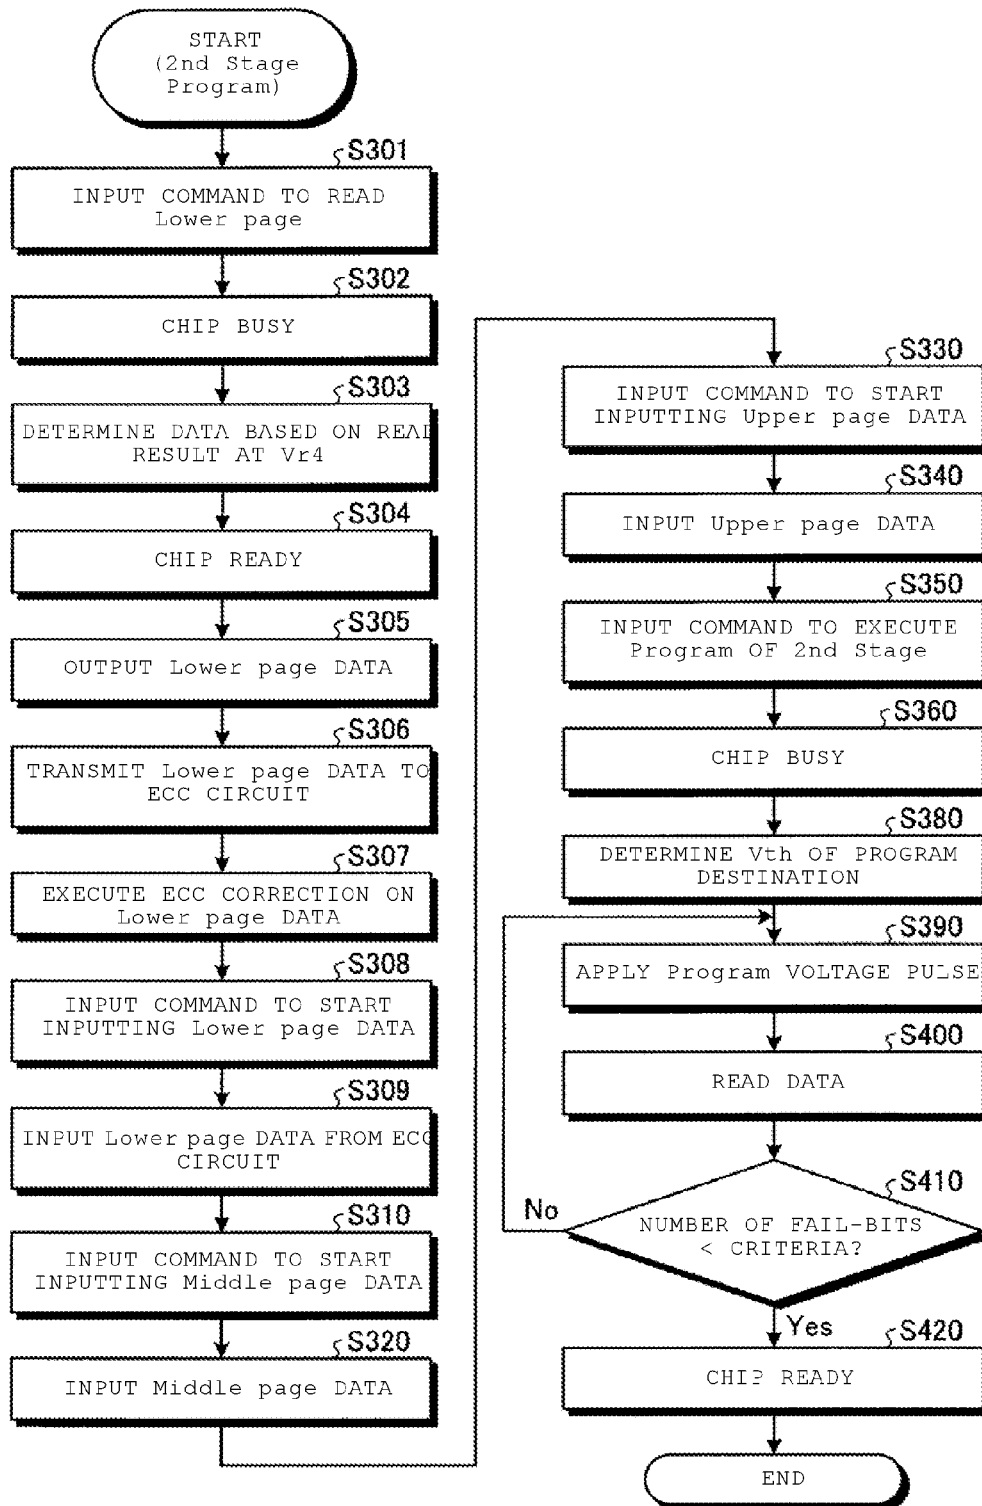 START
(2nd Stage
Program)
S301
INPUT COMMAND TO READ
Lower page
S302
CHIP BUSY
S303
DETERMINE DATA BASED ON READ
RESULT AT Vr4
S304
CHIP READY
S305
OUTPUT Lower page DATA
S306
TRANSMIT Lower page DATA TO
ECC CIRCUIT
S307
EXECUTE ECC CORRECTION ON
Lower page DATA
S308
INPUT COMMAND TO START
INPUTTING Lower page DATA
S309
INPUT Lower page DATA FROM ECC
CIRCUIT
S310
INPUT COMMAND TO START
INPUTTING Middle page DATA
S320
INPUT Middle page DATA
S330
INPUT COMMAND TO START
INPUTTING Upper page DATA
S340
INPUT Upper page DATA
S350
INPUT COMMAND TO EXECUTE
Program OF 2nd Stage
S360
CHIP BUSY
S380
DETERMINE Vth OF PROGRAM
DESTINATION
S390
APPLY Program VOLTAGE PULSE
S400
READ DATA
S410
No
NUMBER OF FAIL-BITS
< CRITERIA?
Yes
S420
CHIP READY
END